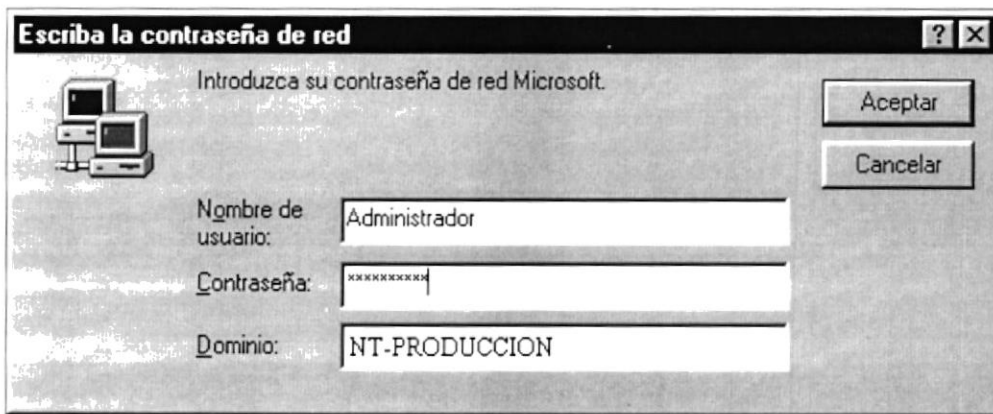 Escriba la contraseña de red
? X
Introduzca su contraseña de red Microsoft.
Aceptar
Cancelar
Nombre de
usuario:
Administrador
Contraseña:
xxxxxxxxxx
Dominio:
NT-PRODUCCION